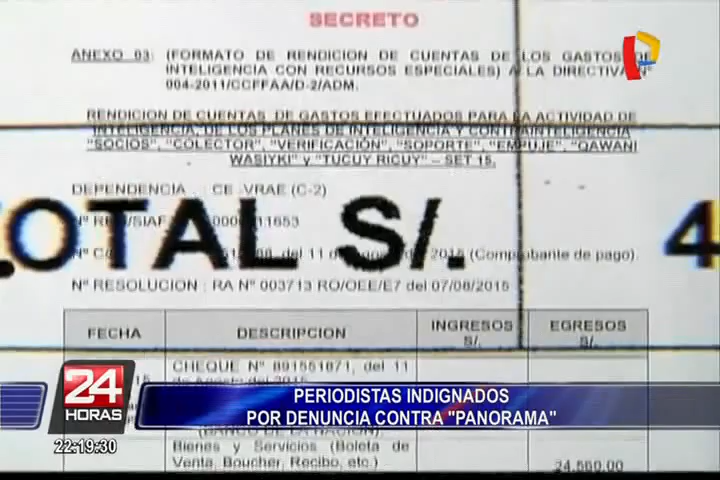 SECRETO
ANEXO 03: (FORMATO DE RENDICION DE CUENTAS DE LOS GASTOS DE
INTELIGENCIA CON RECURSOS ESPECIALES) A LA DIRECTIVA N°
004-2011/CCFFAA/D-2/ADM.
RENDICION DE CUENTAS DE GASTOS EFECTUADOS PARA LA ACTIVIDAD DE
INTELIGENCIA, DE LOS PLANES DE INTELIGENCIA Y CONTRAINTELIGENCIA
"SOCIOS", "COLECTOR", "VERIFICACIÓN", "SOPORTE", "EMPUJE", "QAWANI
WASIYKI" y "TUCUY RICUY" – SET 15.
DEPENDENCIA : CE -VRAE (C-2)
TOTAL S/. 4
del 11 2015 (Comprobante de pago).
N° RESOLUCION : RA N° 003713 RO/OEE/E7 del 07/08/2015
FECHA DESCRIPCION INGRESOS S/. EGRESOS S/.
CHEQUE N° 891551871, del 11
24 HORAS
PERIODISTAS INDIGNADOS
POR DENUNCIA CONTRA "PANORAMA"
22:19:30
Bienes y Servicios (Boleta de
Venta, Boucher, Recibo, etc.) 24,560.00